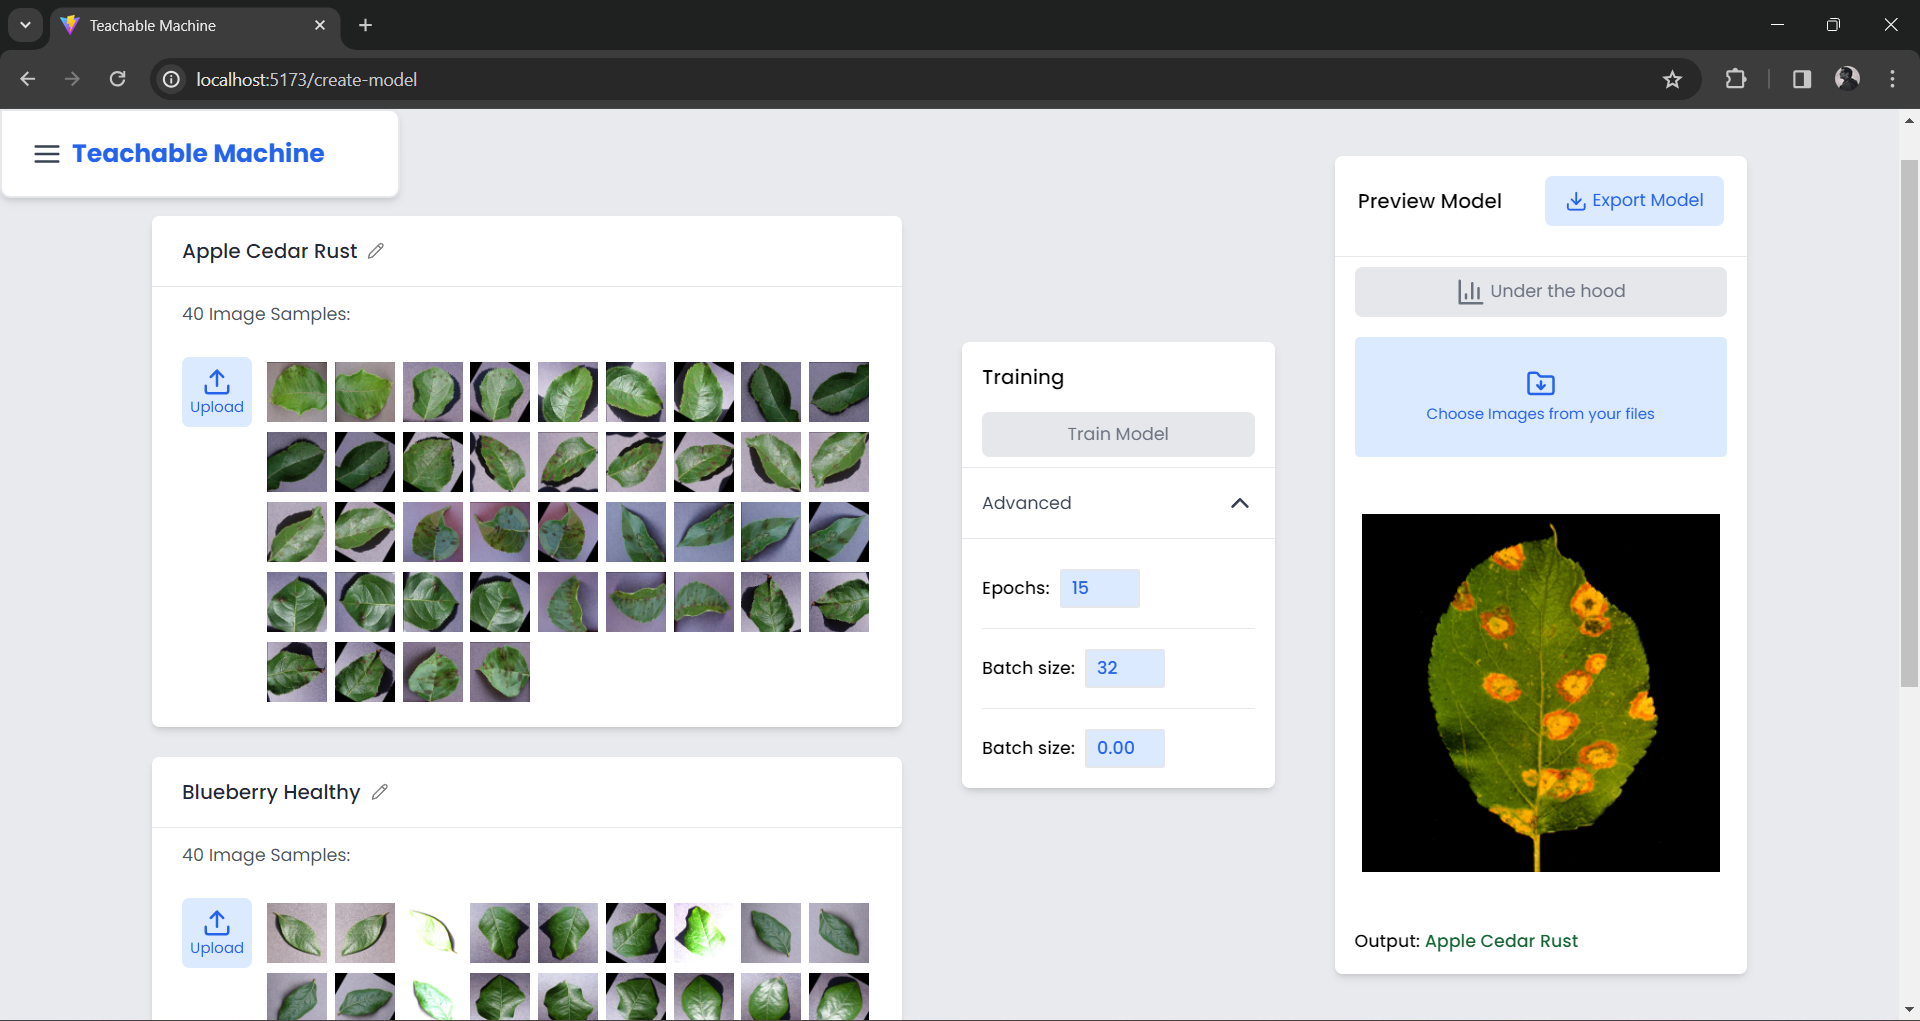 Teachable Machine
localhost:5173/create-model
Teachable Machine
Apple Cedar Rust
40 Image Samples:
Upload
Blueberry Healthy
40 Image Samples:
Upload
Training
Train Model
Advanced
Epochs: 15
Batch size: 32
Batch size: 0.00
Preview Model
Export Model
Under the hood
Choose Images from your files
Output: Apple Cedar Rust